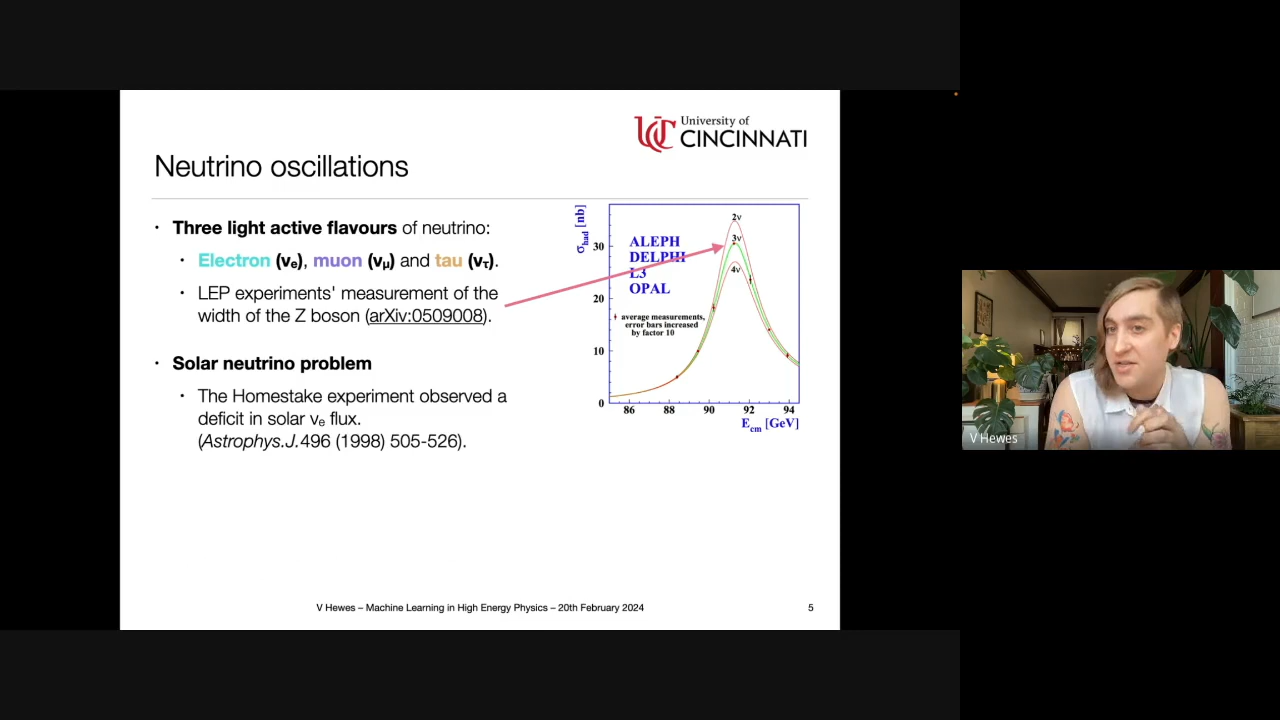 University of
CINCINNATI
Neutrino oscillations
• Three light active flavours of neutrino:
• Electron (νe), muon (νμ) and tau (ντ).
• LEP experiments' measurement of the
width of the Z boson (arXiv:0509008).
• Solar neutrino problem
• The Homestake experiment observed a
deficit in solar νe flux.
(Astrophys.J.496 (1998) 505-526).
σhad [nb]
30
20
10
0
ALEPH
DELPHI
L3
OPAL
2ν
3ν
4ν
average measurements,
error bars increased
by factor 10
86 88 90 92 94
Ecm [GeV]
V Hewes – Machine Learning in High Energy Physics – 20th February 2024
5
V Hewes